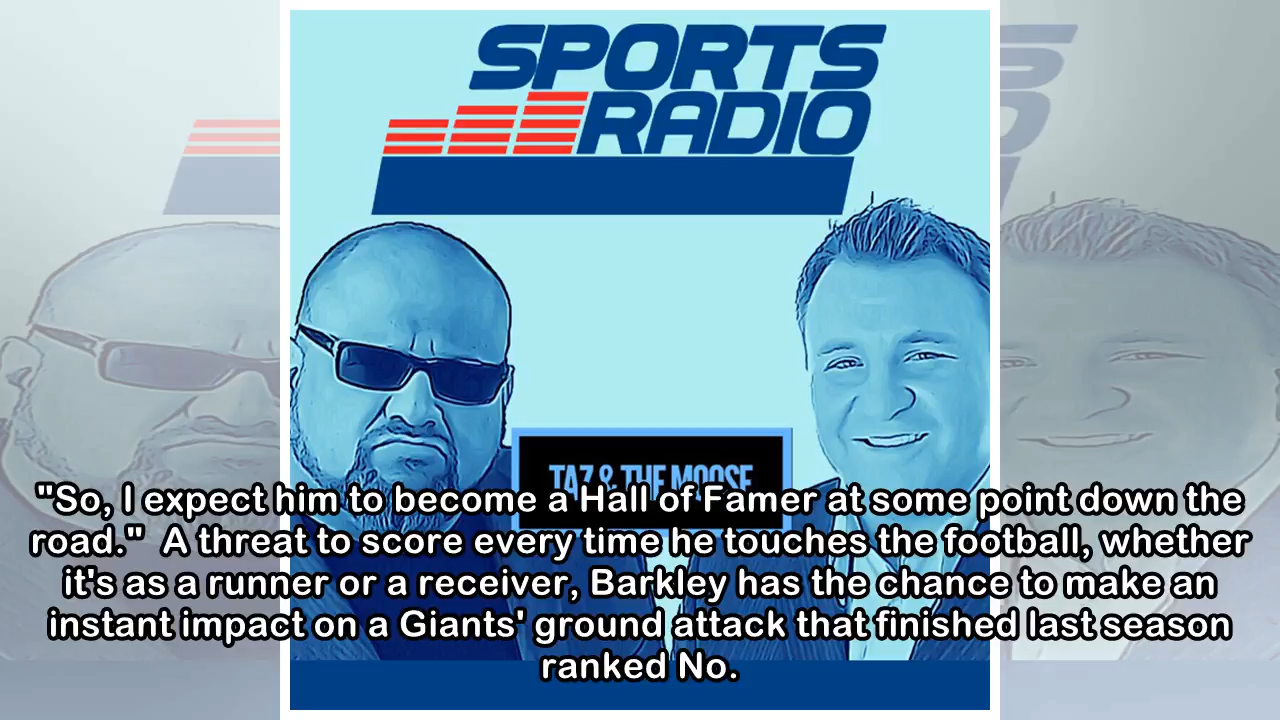 SPORTS
RADIO
TAZ & THE MOOSE
"So, I expect him to become a Hall of Famer at some point down the
road." A threat to score every time he touches the football, whether
it's as a runner or a receiver, Barkley has the chance to make an
instant impact on a Giants' ground attack that finished last season
ranked No.